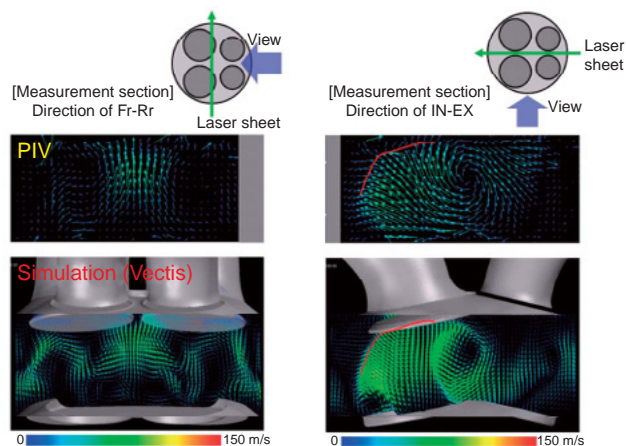 View
[Measurement section]
Direction of Fr-Rr
Laser sheet
Laser
sheet
[Measurement section]
Direction of IN-EX
View
PIV
Simulation (Vectis)
0
150 m/s
0
150 m/s